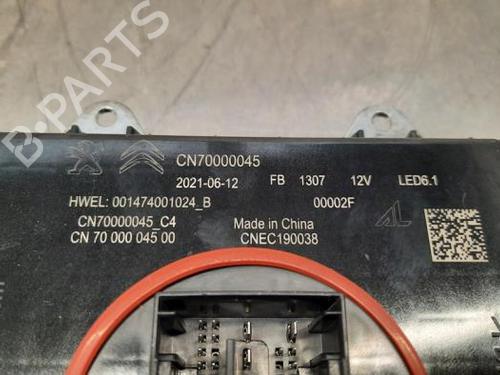 CN70000045
2021-06-12 FB 1307 12V LED6.1
HWEL: 001474001024_B 00002F
CN70000045_C4 Made in China
CN 70 000 045 00 CNEC190038
AL